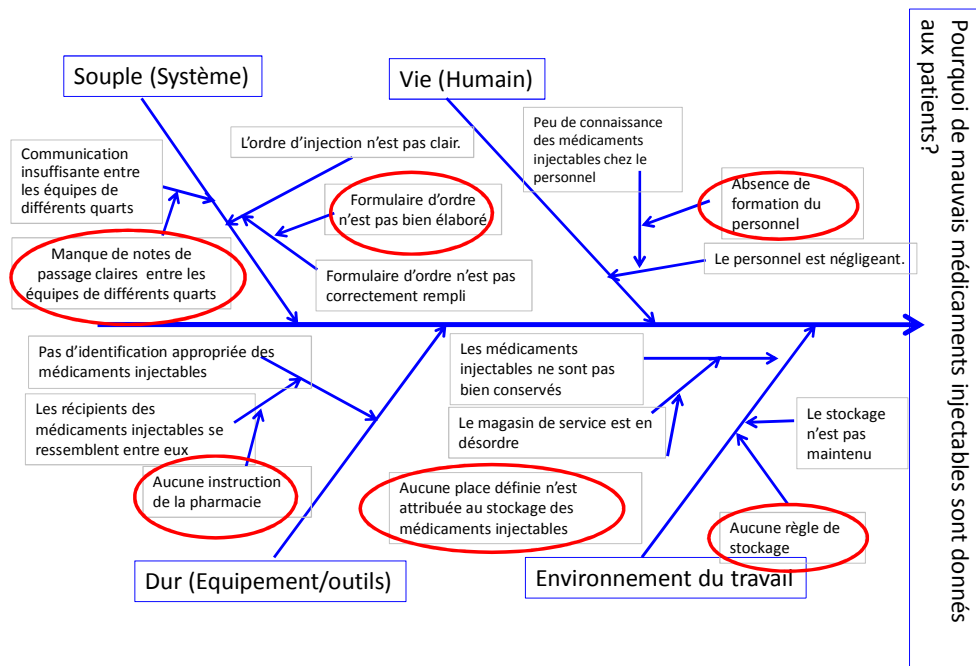 Souple (Système)
Vie (Humain)
Communication
insuffisante entre
les équipes de
différents quarts
L'ordre d'injection n'est pas clair.
Formulaire d'ordre
n'est pas bien élaboré
Manque de notes de
passage claires entre les
équipes de différents quarts
Formulaire d'ordre n'est pas
correctement rempli
Peu de connaissance
des médicaments
injectables chez le
personnel
Absence de
formation du
personnel
Le personnel est négligeant.
Pas d'identification appropriée des
médicaments injectables
Les récipients des
médicaments injectables se
ressemblent entre eux
Aucune instruction
de la pharmacie
Les médicaments
injectables ne sont pas
bien conservés
Le magasin de service est en
désordre
Aucune place définie n'est
attribuée au stockage des
médicaments injectables
Le stockage
n'est pas
maintenu
Aucune règle de
stockage
Dur (Equipement/outils)
Environnement du travail
Pourquoi de mauvais médicaments injectables sont donnés
aux patients?